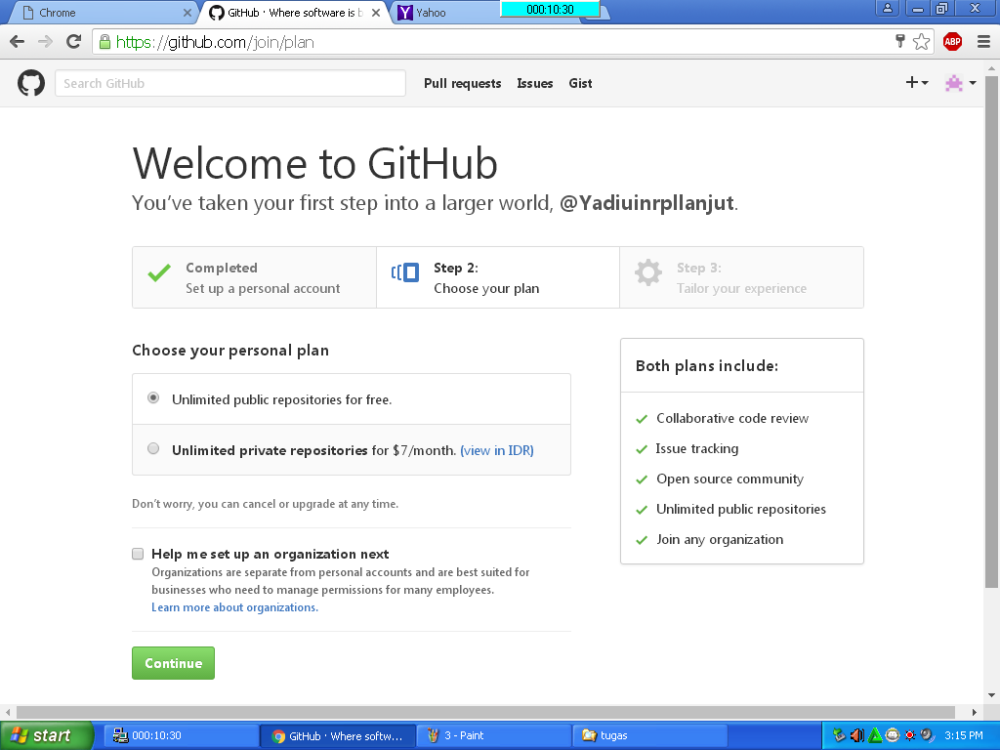 Chrome
GitHub · Where software is b
Yahoo
000:10:30
https://github.com/join/plan
ABP
Search GitHub
Pull requests
Issues
Gist
Welcome to GitHub
You've taken your first step into a larger world, @Yadiuinrpllanjut.
Completed
Set up a personal account
Step 2:
Choose your plan
Step 3:
Tailor your experience
Choose your personal plan
Unlimited public repositories for free.
Unlimited private repositories for $7/month. (view in IDR)
Don't worry, you can cancel or upgrade at any time.
Help me set up an organization next
Organizations are separate from personal accounts and are best suited for
businesses who need to manage permissions for many employees.
Learn more about organizations.
Continue
Both plans include:
Collaborative code review
Issue tracking
Open source community
Unlimited public repositories
Join any organization
start
000:10:30
GitHub · Where softw...
3 - Paint
tugas
3:15 PM